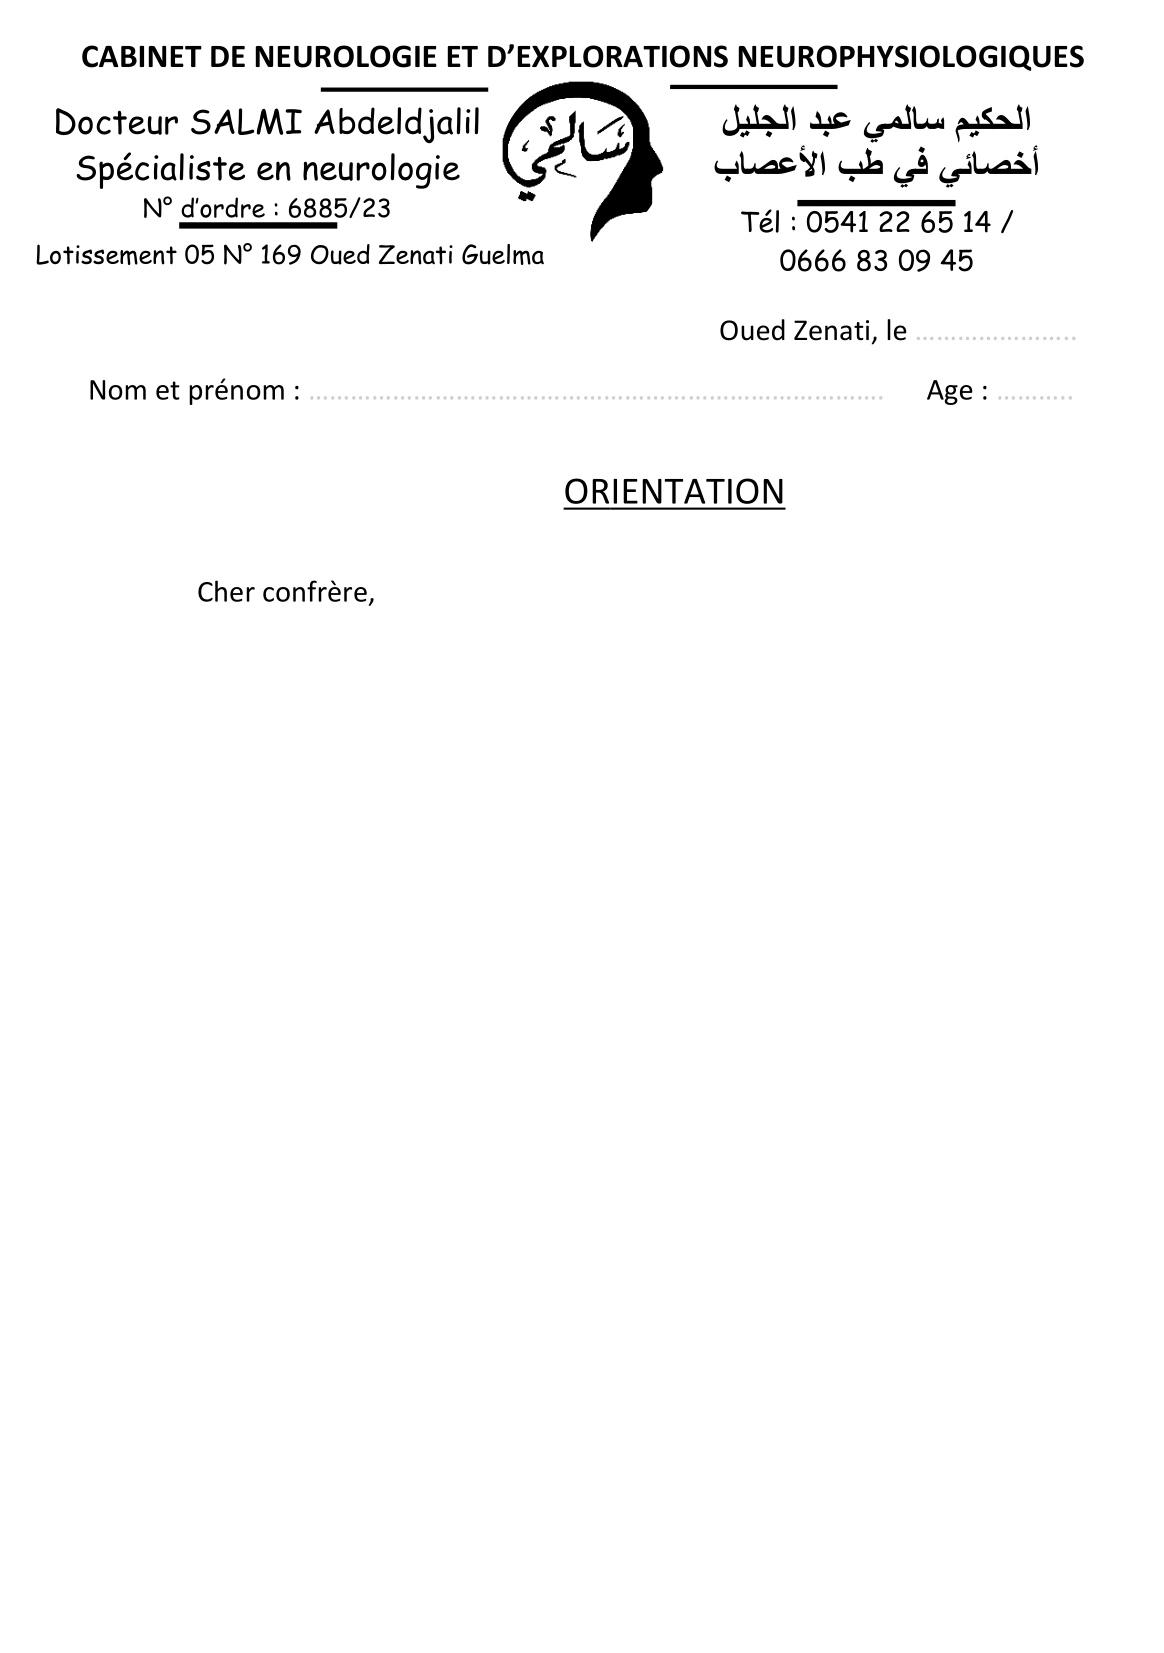 CABINET DE NEUROLOGIE ET D’EXPLORATIONS NEUROPHYSIOLOGIQUES
Docteur SALMI Abdeldjalil
Spécialiste en neurologie
N° d’ordre : 6885/23
Lotissement 05 N° 169 Oued Zenati Guelma
سالمي
الحكيم سالمي عبد الجليل
أخصائي في طب الأعصاب
Tél : 0541 22 65 14 /
0666 83 09 45
Oued Zenati, le …………………..
Nom et prénom : ………………………………………………………………………. Age : ………..
ORIENTATION
Cher confrère,